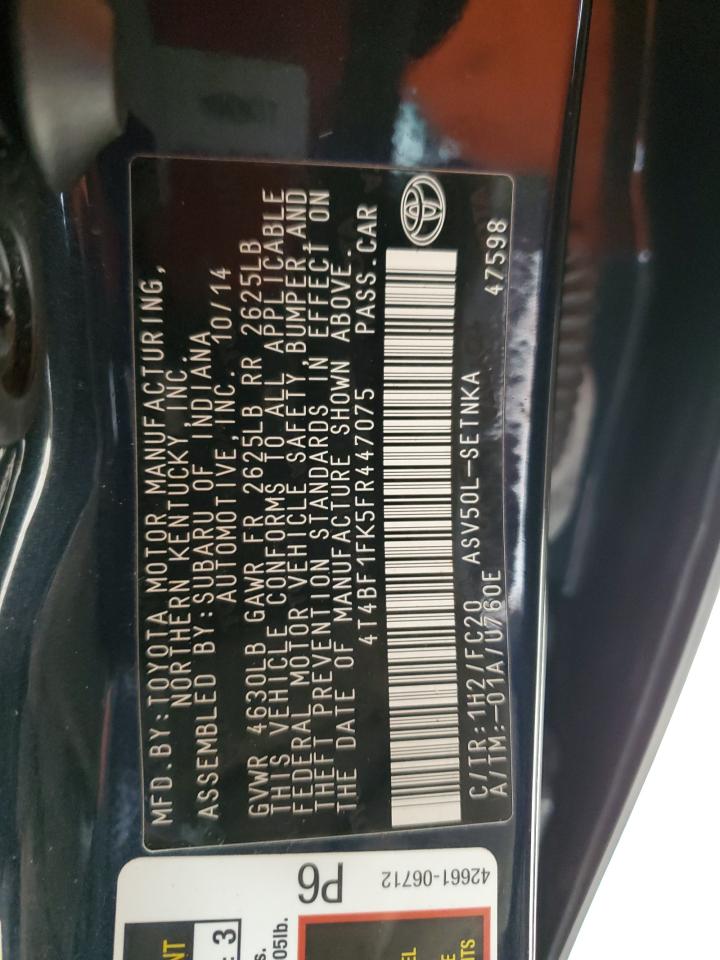 MFD.BY:TOYOTA MOTOR MANUFACTURING,
NORTHERN KENTUCKY,INC.
ASSEMBLED BY:SUBARU OF INDIANA
AUTOMOTIVE,INC. 10/14
GVWR 4630LB GAWR FR 2625LB RR 2625LB
THIS VEHICLE CONFORMS TO ALL APPLICABLE
FEDERAL MOTOR VEHICLE SAFETY, BUMPER,AND
THEFT PREVENTION STANDARDS IN EFFECT ON
THE DATE OF MANUFACTURE SHOWN ABOVE.
4T4BF1FK5FR447075 PASS.CAR
C/TR:1H2/FC20 ASV50L-SETNKA 47598
A/TM:-01A/U760E
42661-06712
P6
3
05lb.